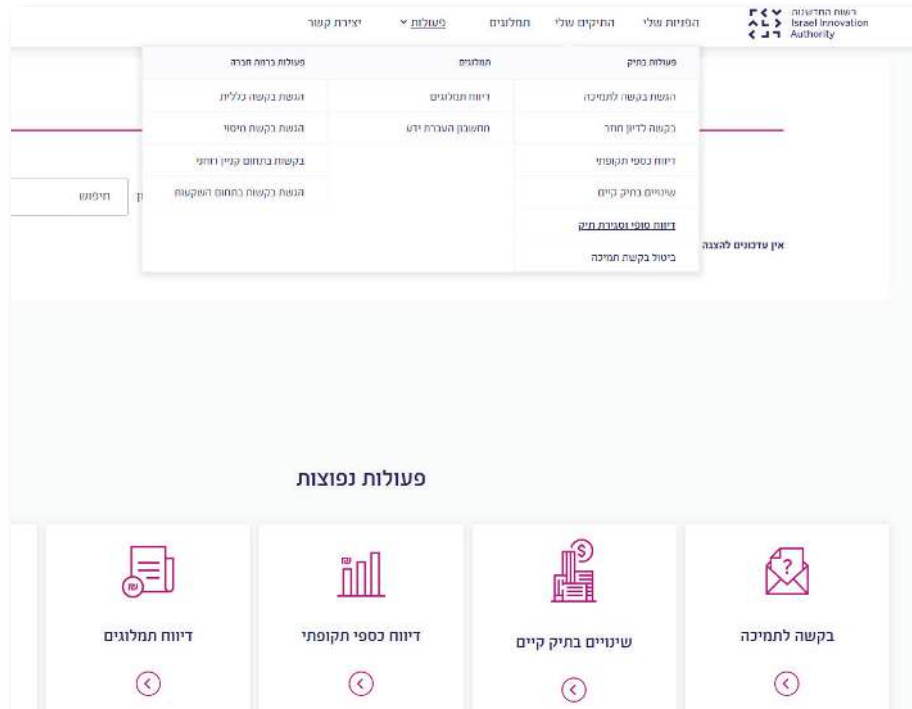 רשות החדשנות
Israel Innovation
Authority
הפניות שלי
התיקים שלי
תמלוגים
פעולות
יצירת קשר
פעולות בתיק
הגשת בקשה לתמיכה
בקשה לדיון חוזר
דיווח כספי תקופתי
שינויים בתיק קיים
דיווח סופי וסגירת תיק
ביטול בקשת תמיכה
תמלוגים
דיווח תמלוגים
מחשבון העברת ידע
פעולות ברמת חברה
הגשת בקשה כללית
הגשת בקשת מיסוי
בקשות בתחום קניין רוחני
הגשת בקשות בתחום השקעות
חיפוש
אין עדכונים להצגה
פעולות נפוצות
בקשה לתמיכה
שינויים בתיק קיים
דיווח כספי תקופתי
דיווח תמלוגים